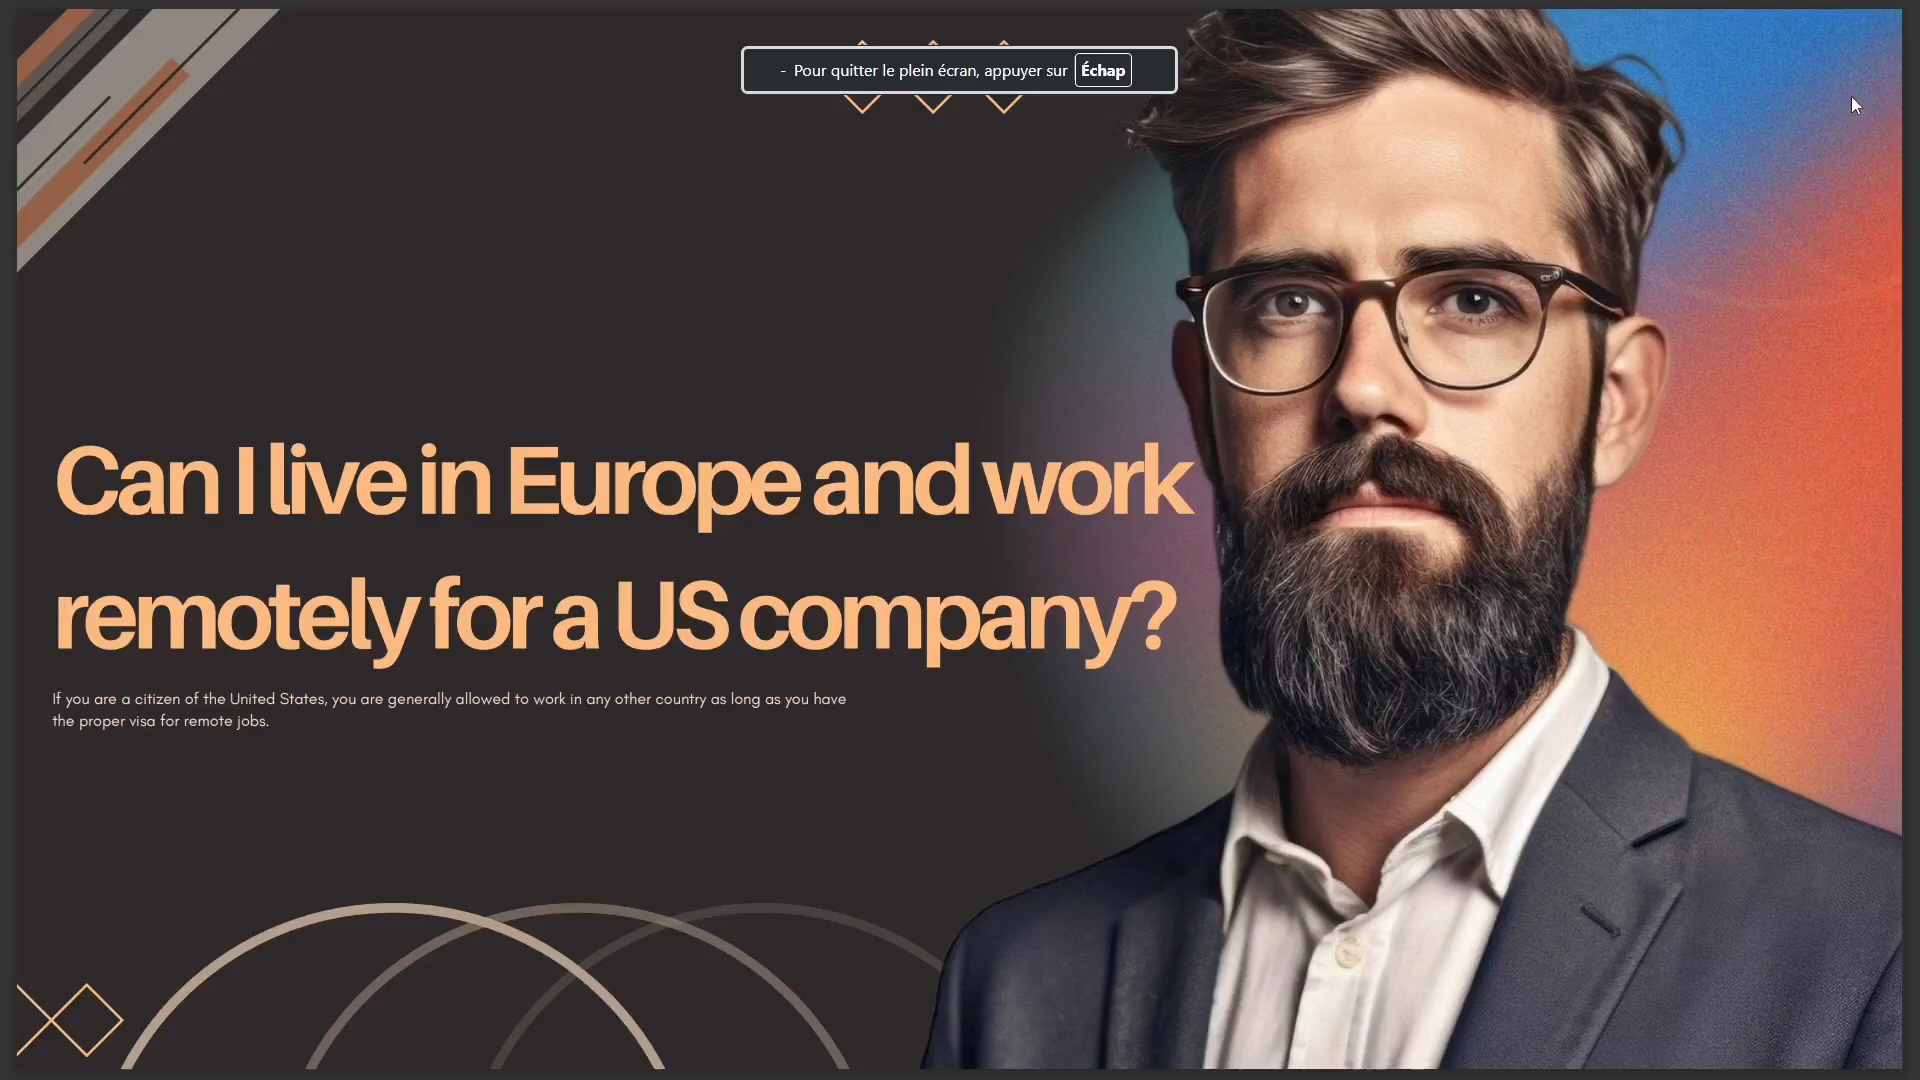 - Pour quitter le plein écran, appuyer sur Échap
Can I live in Europe and work
remotely for a US company?
If you are a citizen of the United States, you are generally allowed to work in any other country as long as you have
the proper visa for remote jobs.